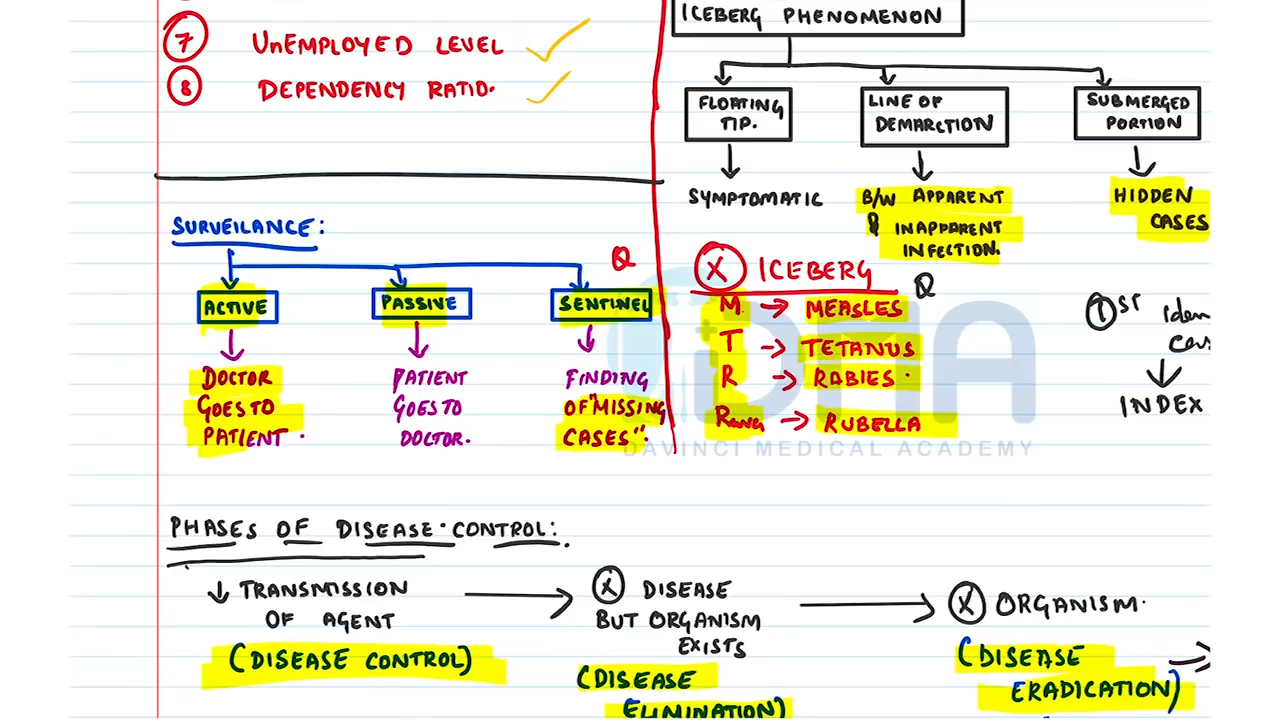 7 UnEMPLOYED LEVEL
8 DEPENDENCY RATIO.
ICEBERG PHENOMENON
FLOATING TIP.
LINE OF DEMARCTION
SUBMERGED PORTION
SYMPTOMATIC
B/W APPARENT
& INAPPARENT
INFECTION.
HIDDEN
CASES
SURVEILANCE:
ACTIVE
PASSIVE
SENTINEL
Q
DOCTOR
GOES TO
PATIENT.
PATIENT
GOES TO
DOCTOR.
FINDING
OF "MISSING
CASES".
X ICEBERG
Q
M. → MEASLES
T → TETANUS
R → RABIES.
→ RUBELLA
1ST
INDEX
DHA
DAVINCI MEDICAL ACADEMY
PHASES OF DISEASE CONTROL:
↓ TRANSMISSION
OF AGENT
(DISEASE CONTROL)
X DISEASE
BUT ORGANISM
EXISTS
(DISEASE
ELIMINATION)
X ORGANISM.
(DISEASE
ERADICATION)